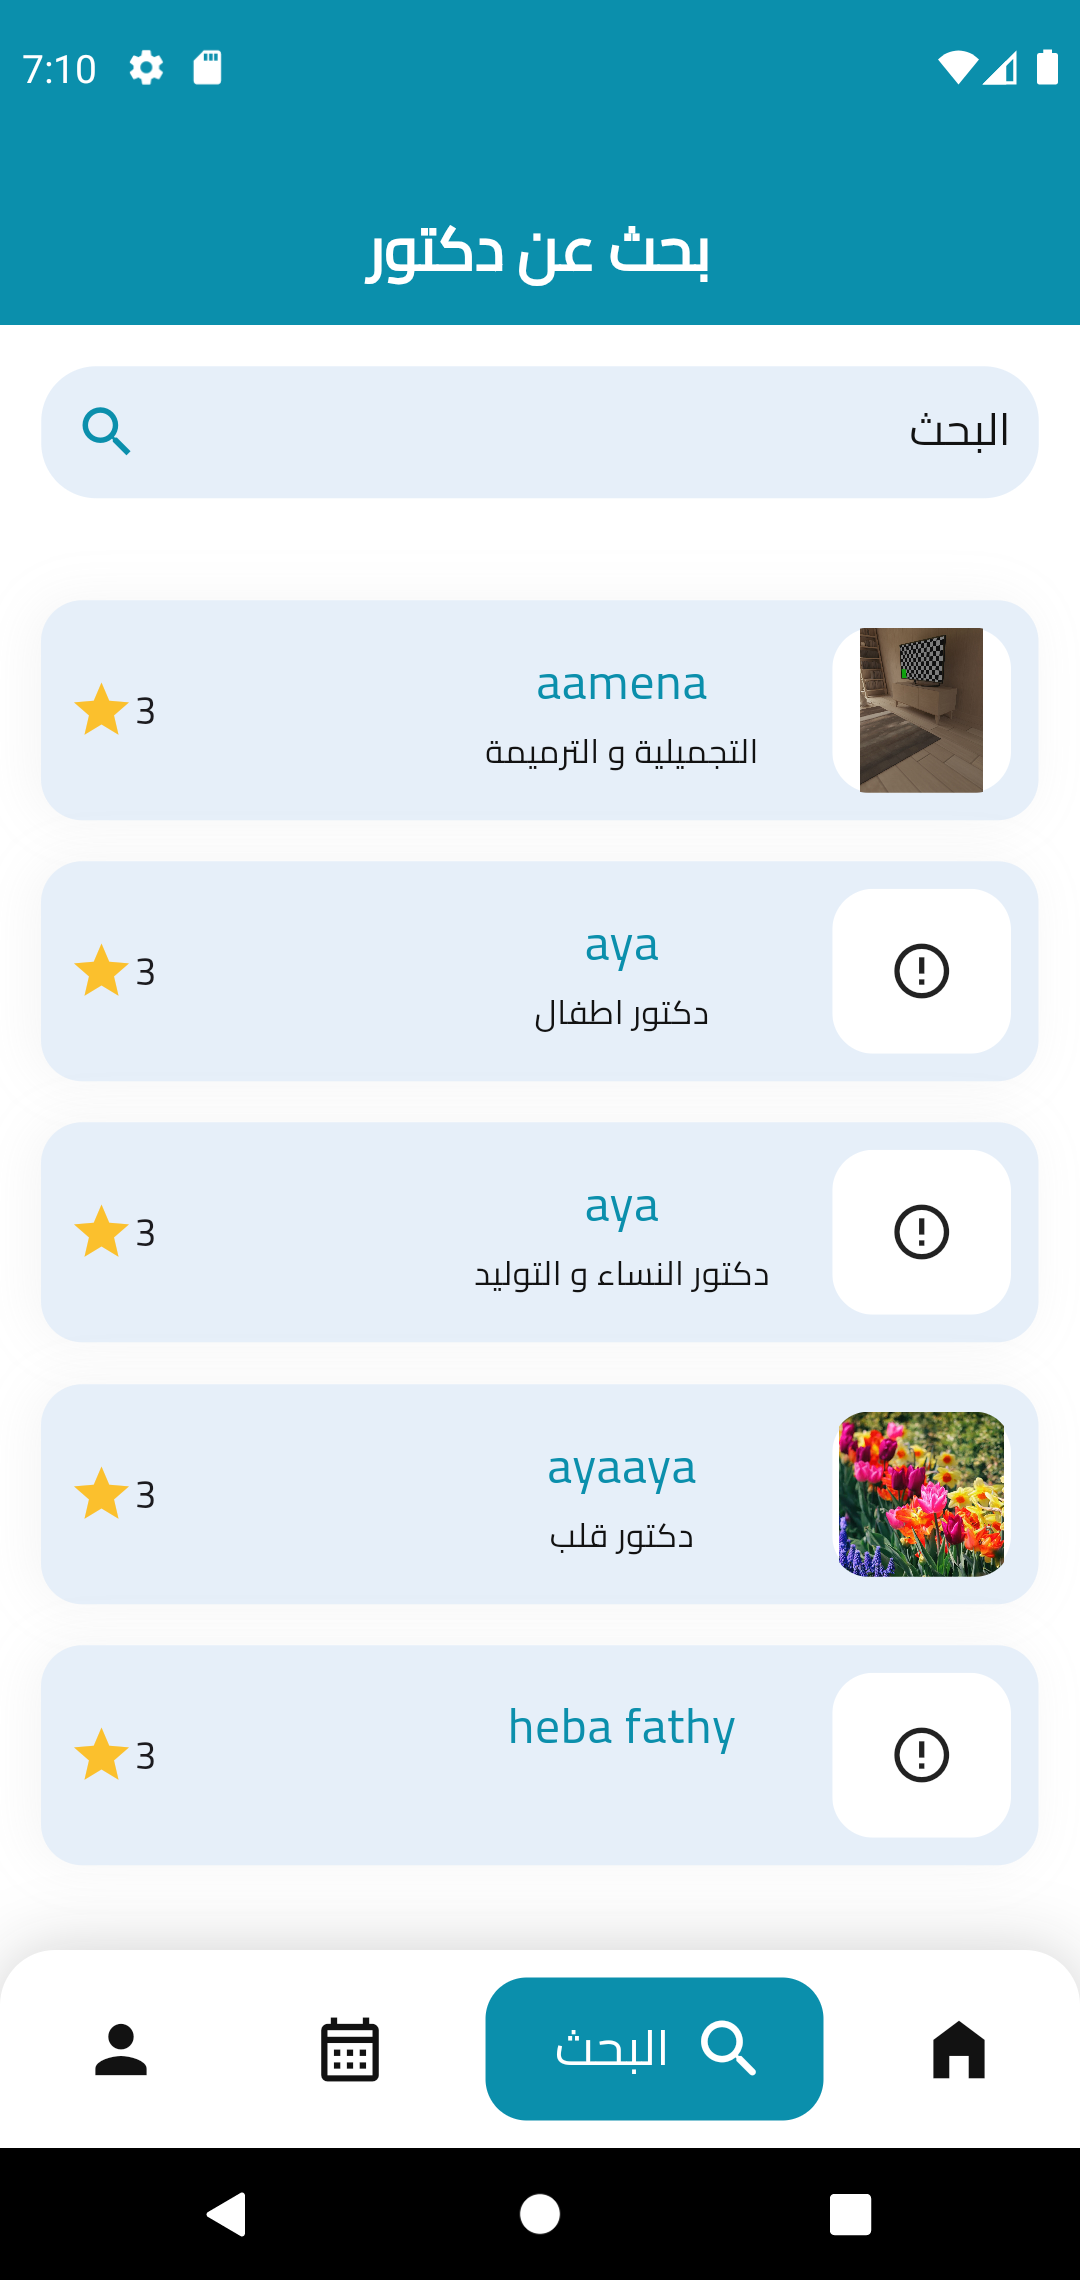 7:10
بحث عن دكتور
البحث
aamena
التجميلية و الترميمة
3
aya
دكتور اطفال
3
aya
دكتور النساء و التوليد
3
ayaaya
دكتور قلب
3
heba fathy
3
البحث